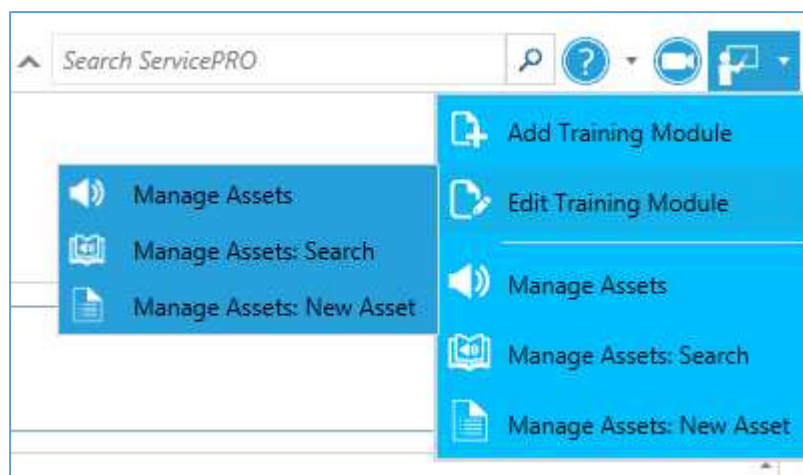 Search ServicePRO
?
Add Training Module
Edit Training Module
Manage Assets
Manage Assets: Search
Manage Assets: New Asset
Manage Assets
Manage Assets: Search
Manage Assets: New Asset